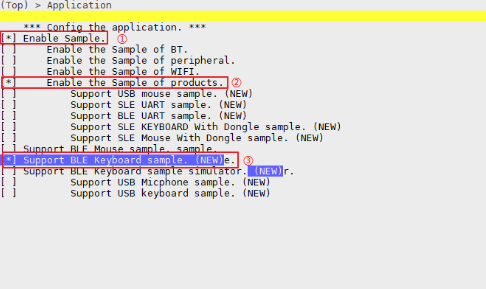 (Top) > Application
*** Config the application. ***
[*] Enable Sample. ①
[ ] Enable the Sample of BT.
[ ] Enable the Sample of peripheral.
[ ] Enable the Sample of WIFI.
[*] Enable the Sample of products. ②
[ ] Support USB mouse sample. (NEW)
[ ] Support SLE UART sample. (NEW)
[ ] Support BLE UART sample. (NEW)
[ ] Support SLE KEYBOARD With Dongle sample. (NEW)
[ ] Support SLE Mouse With Dongle sample. (NEW)
[ ] Support BLE Mouse sample. sample.
[*] Support BLE Keyboard sample. (NEW)e. ③
[ ] Support BLE Keyboard sample simulator. (NEW)r.
[ ] Support USB Micphone sample. (NEW)
[ ] Support USB keyboard sample. (NEW)